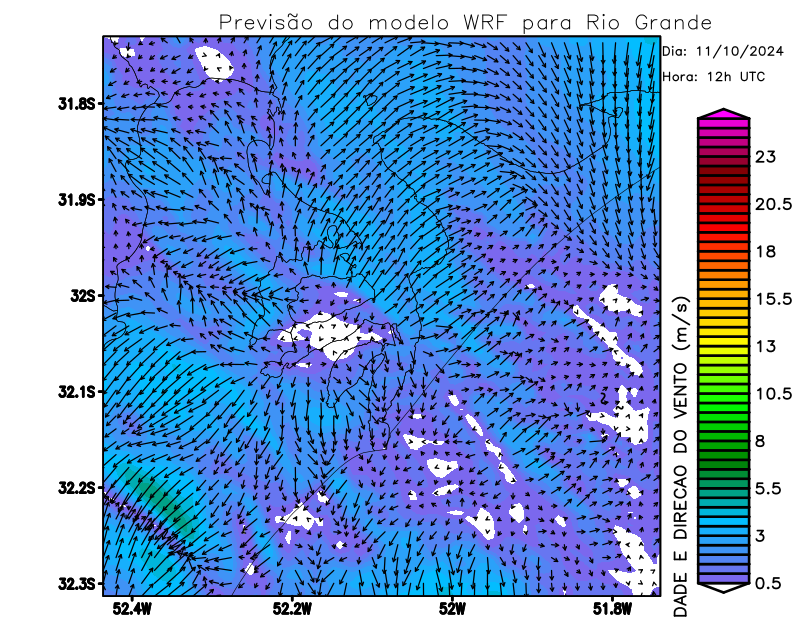 Previsão do modelo WRF para Rio Grande
Dia: 11/10/2024
Hora: 12h UTC
31.8S
31.9S
32S
32.1S
32.2S
32.3S
52.4W
52.2W
52W
51.8W
DADE E DIRECAO DO VENTO (m/s)
23
20.5
18
15.5
13
10.5
8
5.5
3
0.5